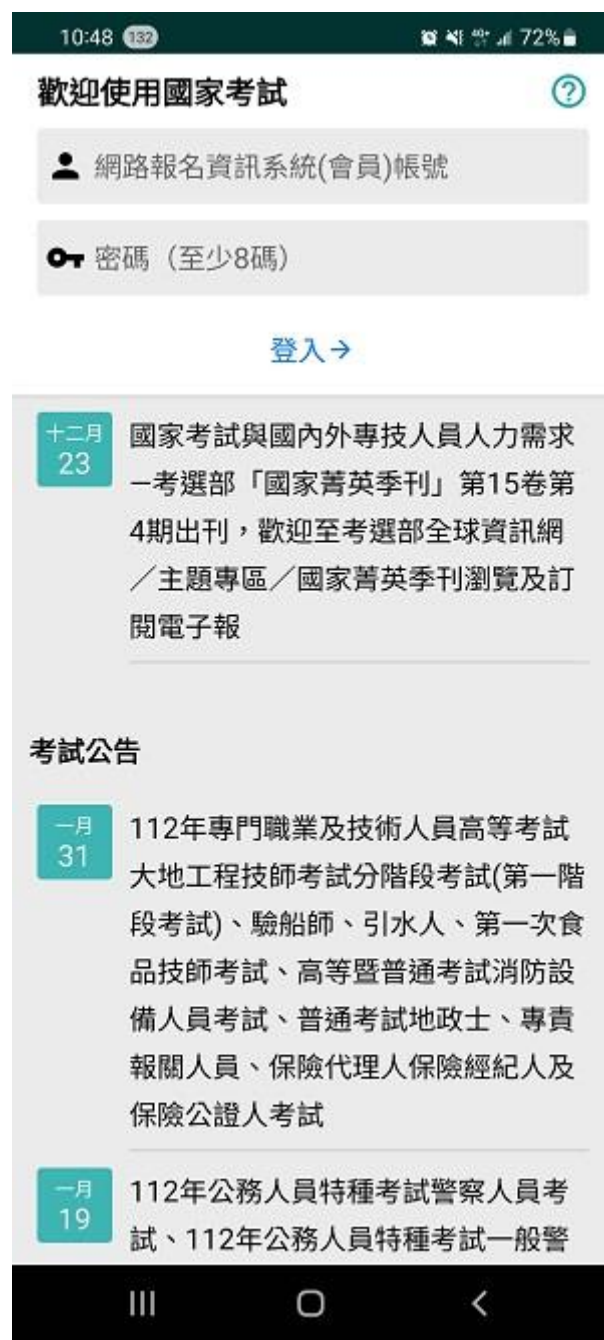 10:48 132 72%
歡迎使用國家考試
網路報名資訊系統(會員)帳號
密碼（至少8碼）
登入→
十二月
23
國家考試與國內外專技人員人力需求
—考選部「國家菁英季刊」第15卷第
4期出刊，歡迎至考選部全球資訊網
／主題專區／國家菁英季刊瀏覽及訂
閱電子報
考試公告
一月
31
112年專門職業及技術人員高等考試
大地工程技師考試分階段考試(第一階
段考試)、驗船師、引水人、第一次食
品技師考試、高等暨普通考試消防設
備人員考試、普通考試地政士、專責
報關人員、保險代理人保險經紀人及
保險公證人考試
一月
19
112年公務人員特種考試警察人員考
試、112年公務人員特種考試一般警